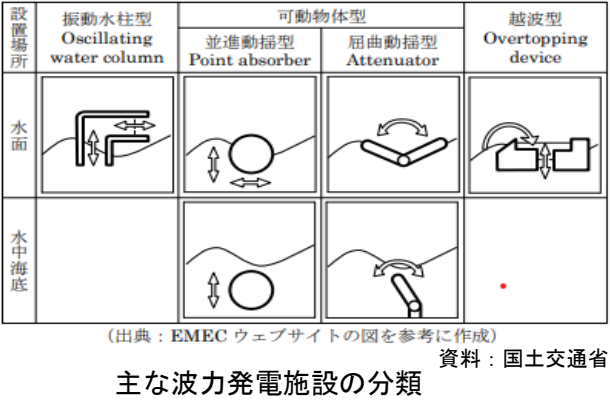 設置場所
振動水柱型
Oscillating
water column
可動物体型
並進動揺型
Point absorber
屈曲動揺型
Attenuator
越波型
Overtopping
device
水面
水中海底
(出典：EMEC ウェブサイトの図を参考に作成)
資料：国土交通省
主な波力発電施設の分類